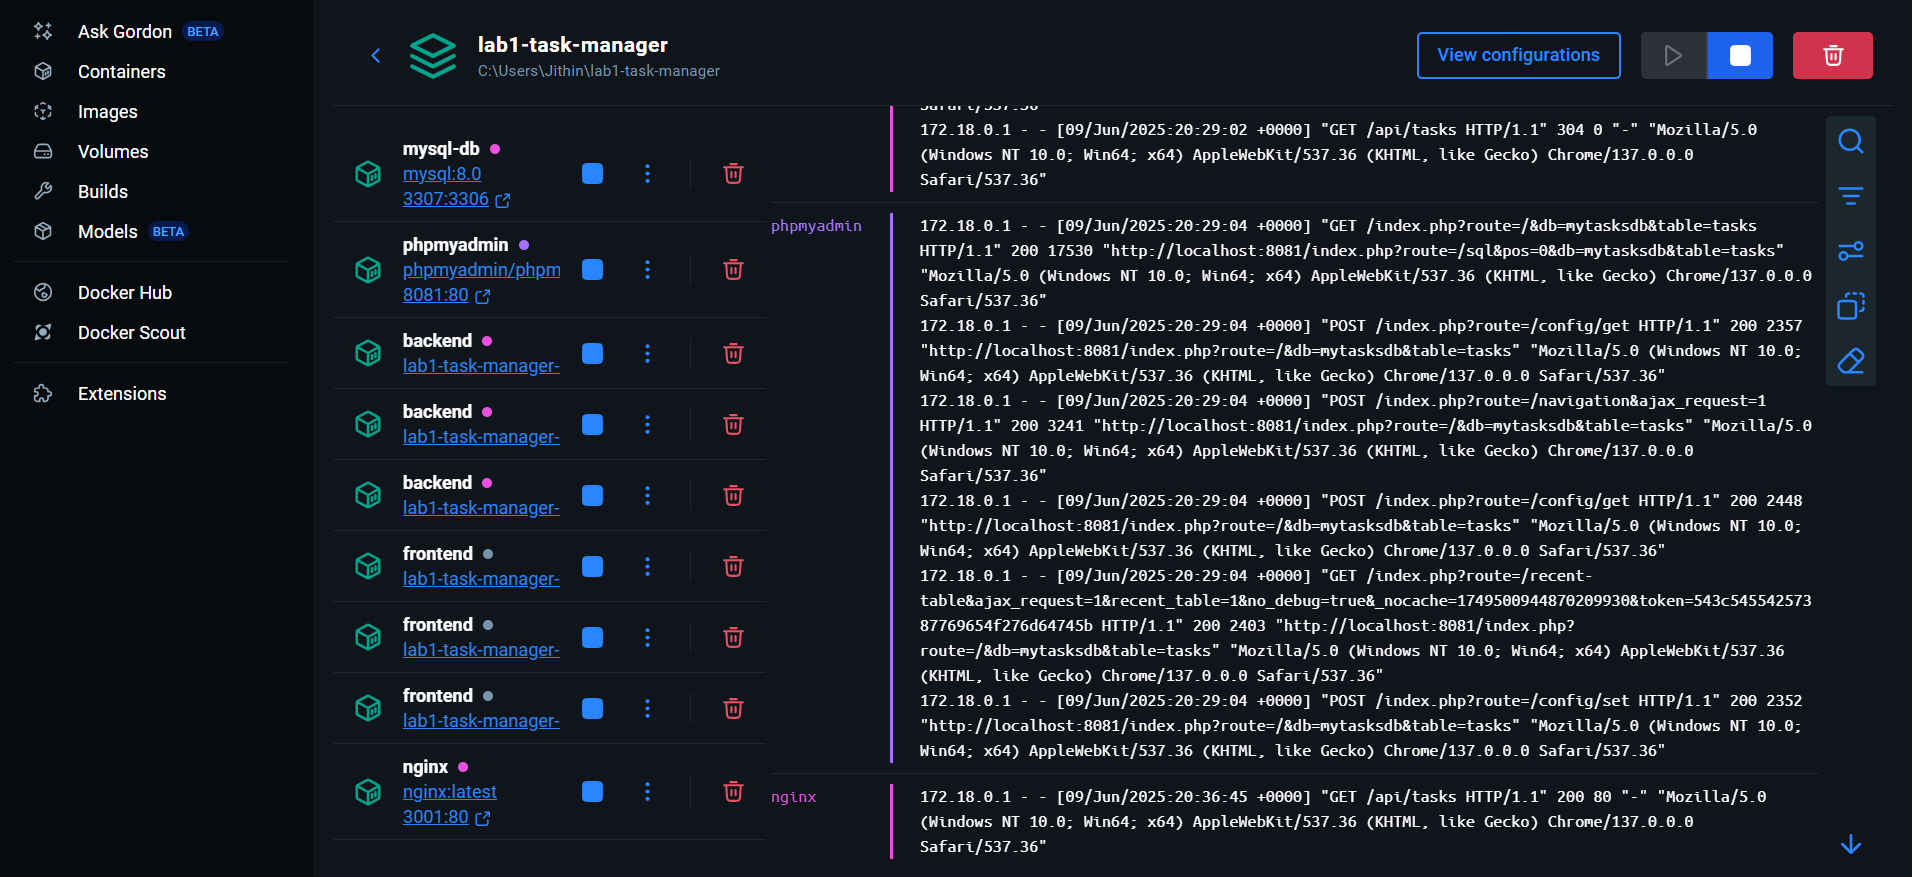 Ask Gordon BETA
Containers
Images
Volumes
Builds
Models BETA
Docker Hub
Docker Scout
Extensions
lab1-task-manager
C:\Users\Jithin\lab1-task-manager
View configurations
mysql-db
mysql:8.0
3307:3306
phpmyadmin
phpmyadmin/phpm
8081:80
backend
lab1-task-manager-
backend
lab1-task-manager-
backend
lab1-task-manager-
frontend
lab1-task-manager-
frontend
lab1-task-manager-
frontend
lab1-task-manager-
nginx
nginx:latest
3001:80
Safari/537.36"
172.18.0.1 - - [09/Jun/2025:20:29:02 +0000] "GET /api/tasks HTTP/1.1" 304 0 "-" "Mozilla/5.0
(Windows NT 10.0; Win64; x64) AppleWebKit/537.36 (KHTML, like Gecko) Chrome/137.0.0.0
Safari/537.36"
phpmyadmin
172.18.0.1 - - [09/Jun/2025:20:29:04 +0000] "GET /index.php?route=/&db=mytasksdb&table=tasks
HTTP/1.1" 200 17530 "http://localhost:8081/index.php?route=/sql&pos=0&db=mytasksdb&table=tasks"
"Mozilla/5.0 (Windows NT 10.0; Win64; x64) AppleWebKit/537.36 (KHTML, like Gecko) Chrome/137.0.0.0
Safari/537.36"
172.18.0.1 - - [09/Jun/2025:20:29:04 +0000] "POST /index.php?route=/config/get HTTP/1.1" 200 2357
"http://localhost:8081/index.php?route=/&db=mytasksdb&table=tasks" "Mozilla/5.0 (Windows NT 10.0;
Win64; x64) AppleWebKit/537.36 (KHTML, like Gecko) Chrome/137.0.0.0 Safari/537.36"
172.18.0.1 - - [09/Jun/2025:20:29:04 +0000] "POST /index.php?route=/navigation&ajax_request=1
HTTP/1.1" 200 3241 "http://localhost:8081/index.php?route=/&db=mytasksdb&table=tasks" "Mozilla/5.0
(Windows NT 10.0; Win64; x64) AppleWebKit/537.36 (KHTML, like Gecko) Chrome/137.0.0.0
Safari/537.36"
172.18.0.1 - - [09/Jun/2025:20:29:04 +0000] "POST /index.php?route=/config/get HTTP/1.1" 200 2448
"http://localhost:8081/index.php?route=/&db=mytasksdb&table=tasks" "Mozilla/5.0 (Windows NT 10.0;
Win64; x64) AppleWebKit/537.36 (KHTML, like Gecko) Chrome/137.0.0.0 Safari/537.36"
172.18.0.1 - - [09/Jun/2025:20:29:04 +0000] "GET /index.php?route=/recent-
table&ajax_request=1&recent_table=1&no_debug=true&_nocache=1749500944870209930&token=543c545542573
87769654f276d64745b HTTP/1.1" 200 2403 "http://localhost:8081/index.php?
route=/&db=mytasksdb&table=tasks" "Mozilla/5.0 (Windows NT 10.0; Win64; x64) AppleWebKit/537.36
(KHTML, like Gecko) Chrome/137.0.0.0 Safari/537.36"
172.18.0.1 - - [09/Jun/2025:20:29:04 +0000] "POST /index.php?route=/config/set HTTP/1.1" 200 2352
"http://localhost:8081/index.php?route=/&db=mytasksdb&table=tasks" "Mozilla/5.0 (Windows NT 10.0;
Win64; x64) AppleWebKit/537.36 (KHTML, like Gecko) Chrome/137.0.0.0 Safari/537.36"
nginx
172.18.0.1 - - [09/Jun/2025:20:36:45 +0000] "GET /api/tasks HTTP/1.1" 200 80 "-" "Mozilla/5.0
(Windows NT 10.0; Win64; x64) AppleWebKit/537.36 (KHTML, like Gecko) Chrome/137.0.0.0
Safari/537.36"